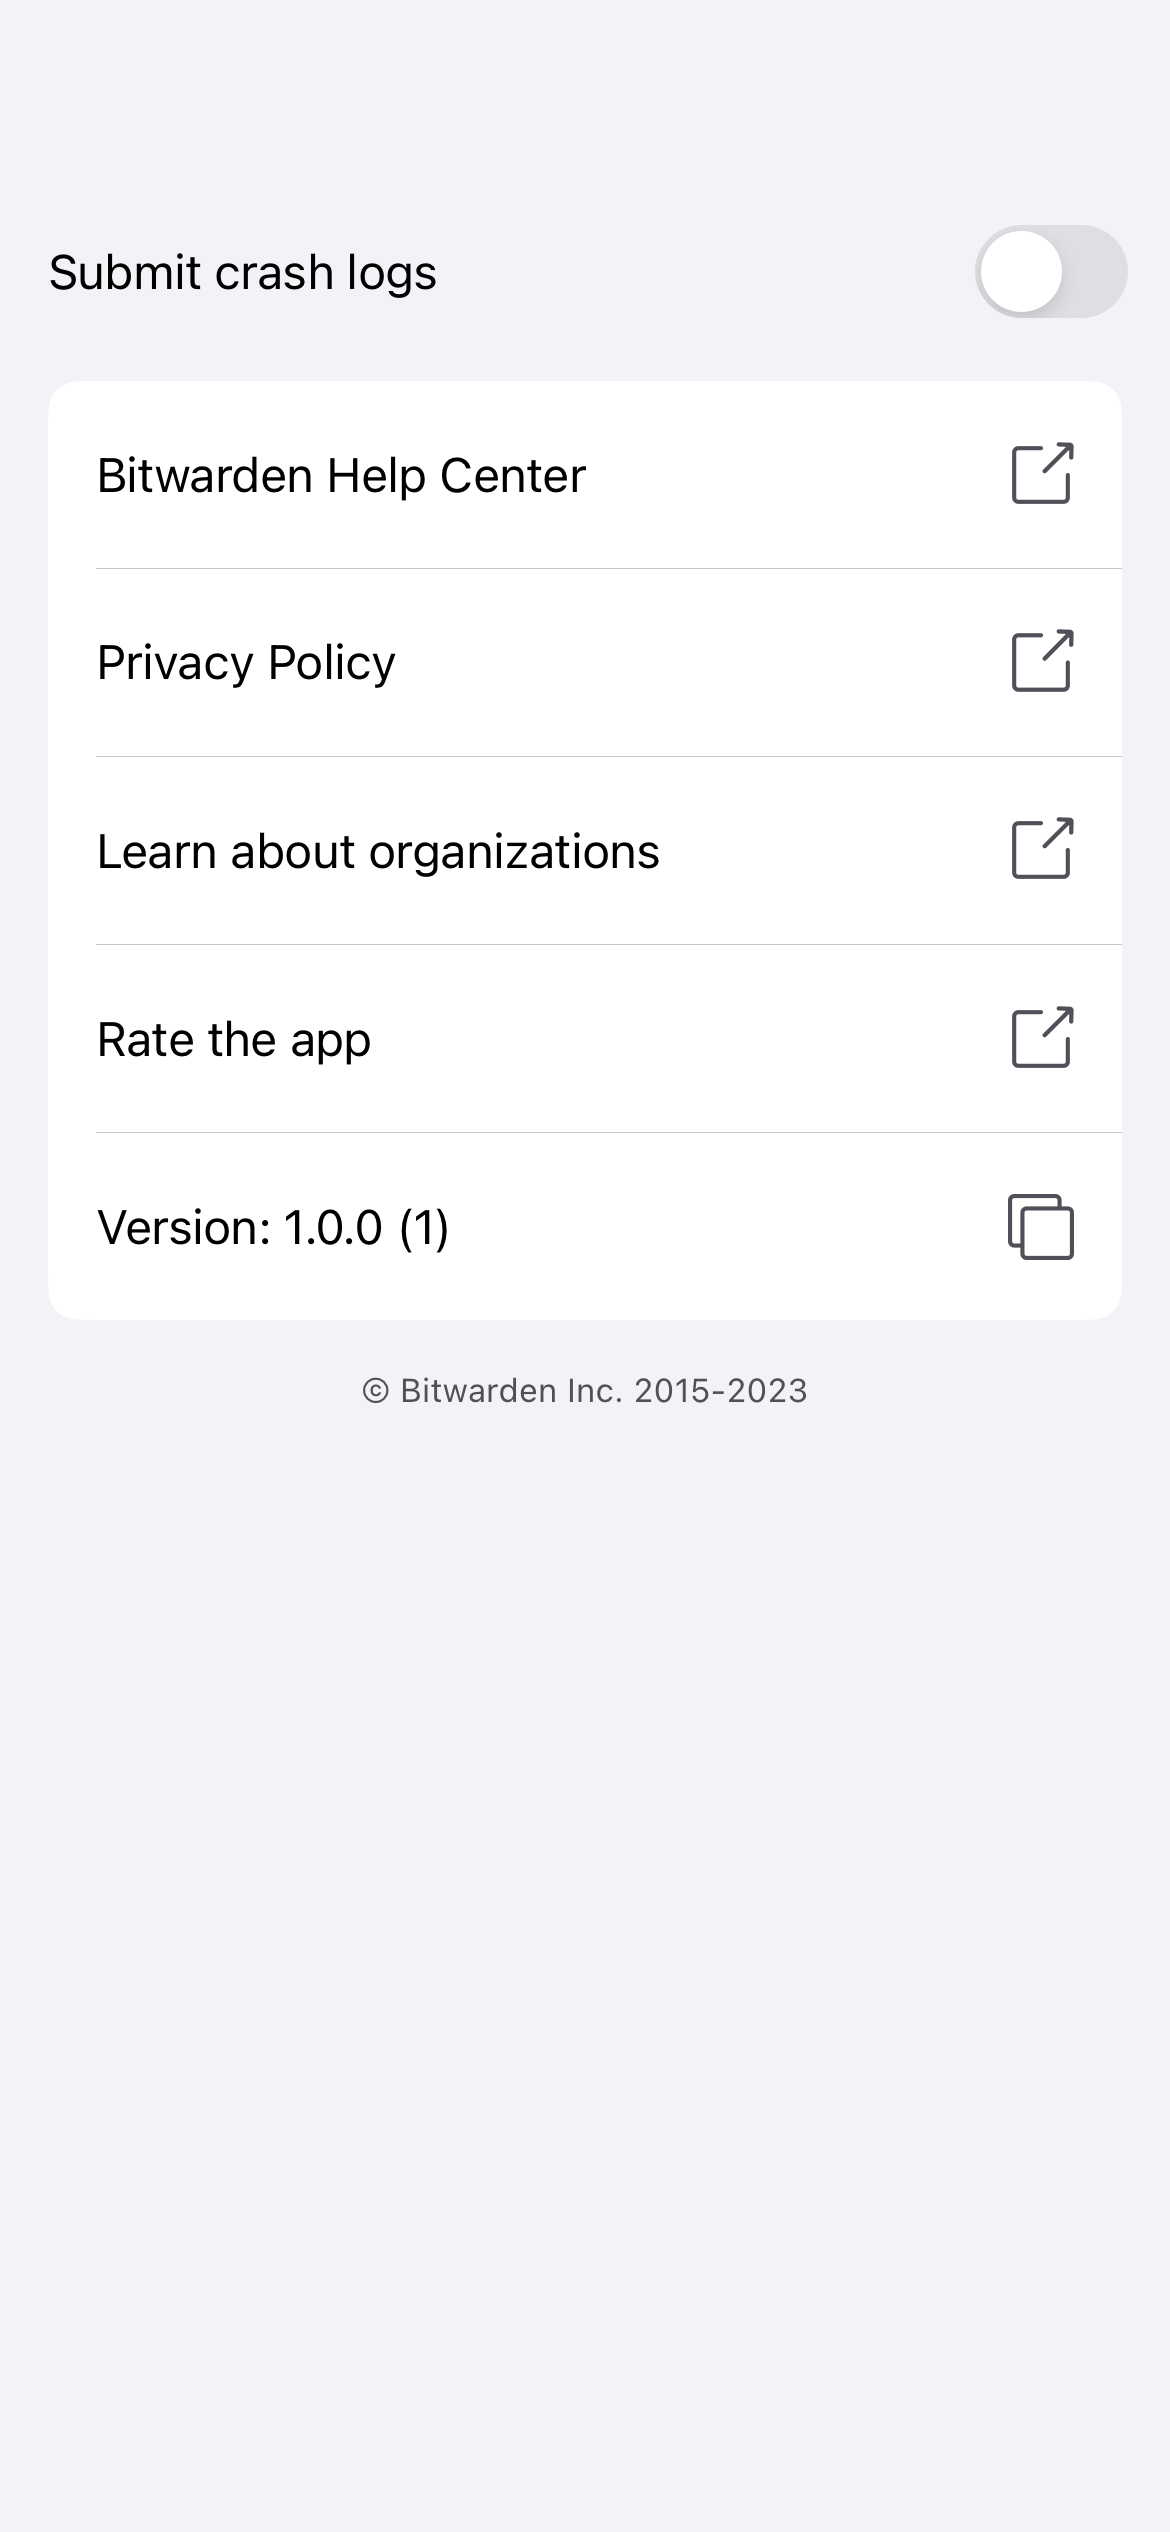 Submit crash logs
Bitwarden Help Center
Privacy Policy
Learn about organizations
Rate the app
Version: 1.0.0 (1)
© Bitwarden Inc. 2015-2023